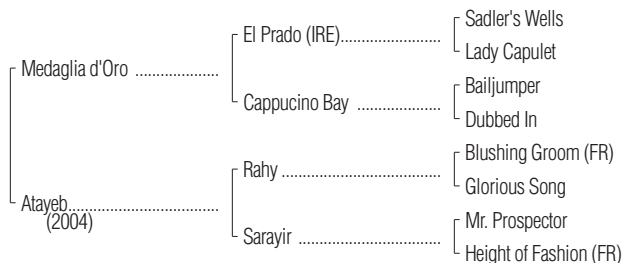 Sadler's Wells
El Prado (IRE)
Lady Capulet
Medaglia d'Oro
Bailjumper
Cappucino Bay
Dubbed In
Blushing Groom (FR)
Rahy
Glorious Song
Atayeb
(2004)
Mr. Prospector
Sarayir
Height of Fashion (FR)